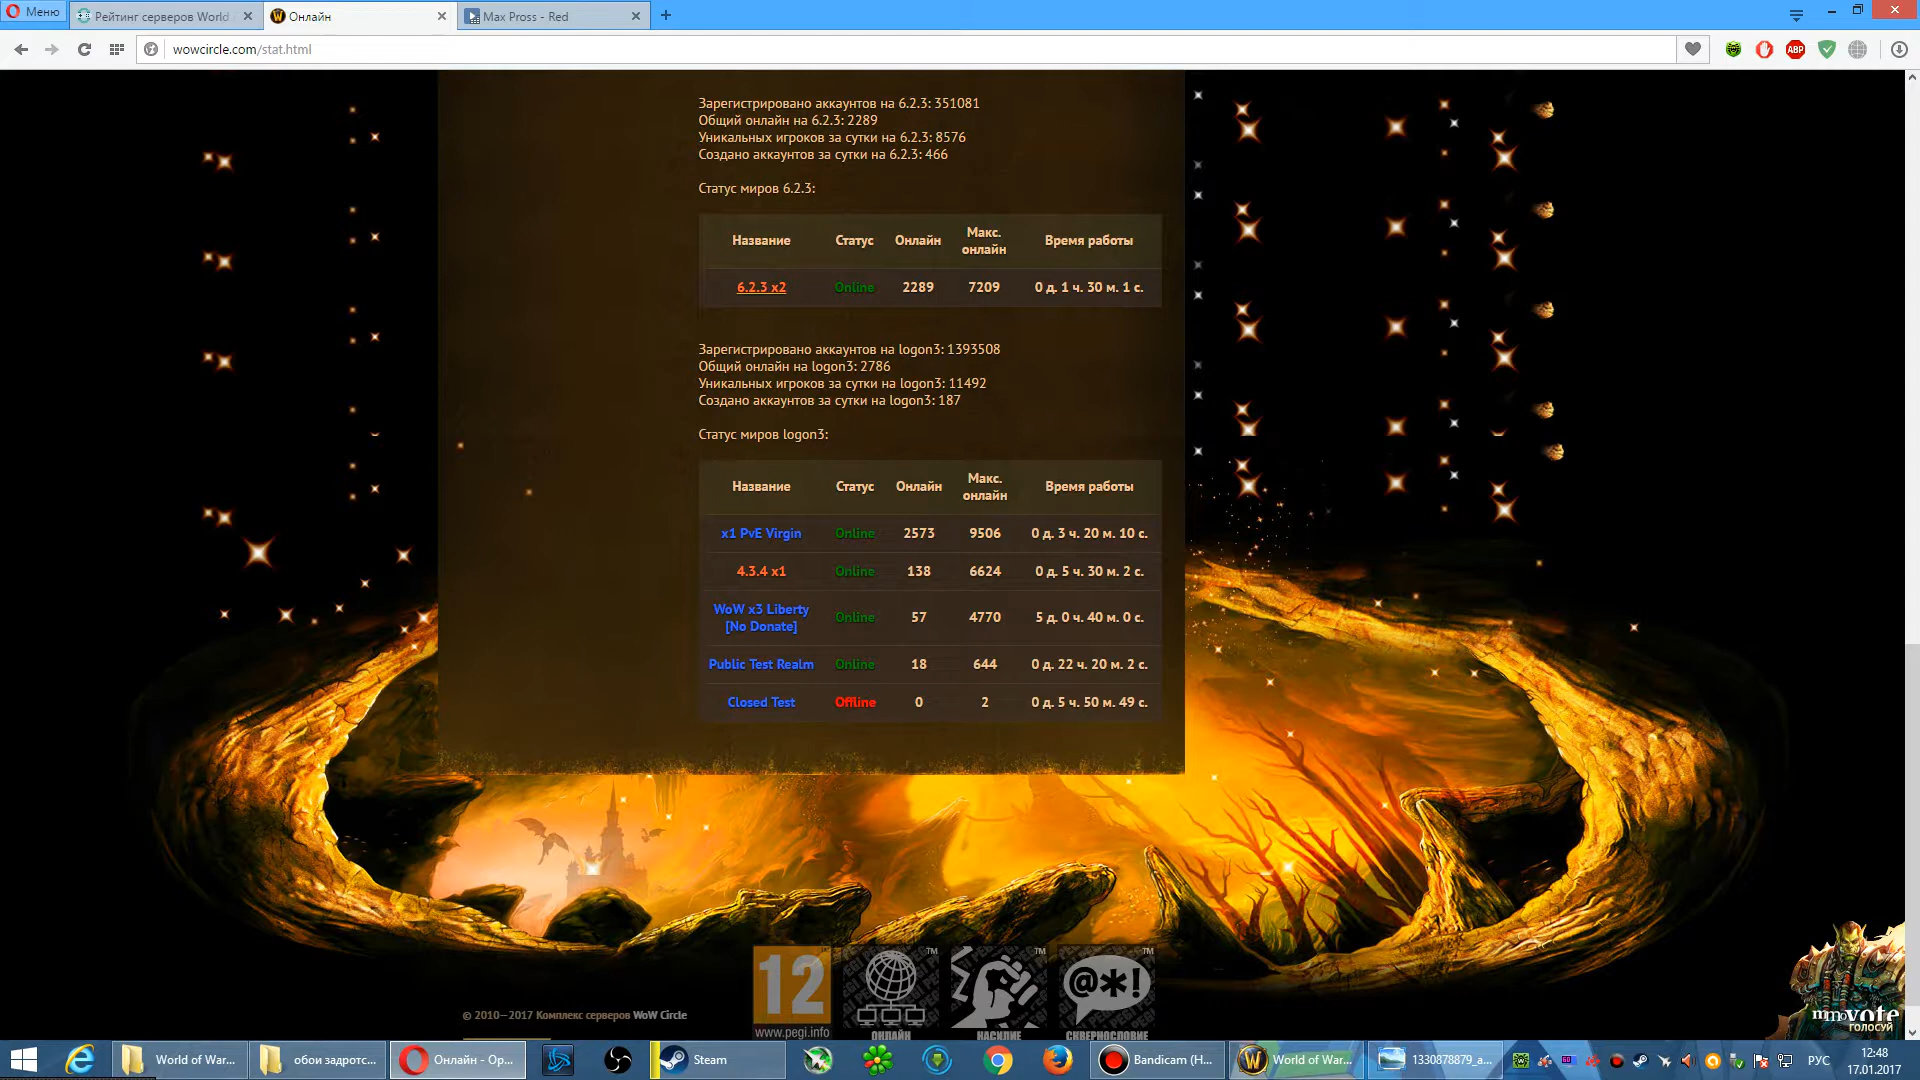 Меню
Рейтинг серверов World
Онлайн
Max Pross - Red
wowcircle.com/stat.html
ABP
Зарегистрировано аккаунтов на 6.2.3: 351081
Общий онлайн на 6.2.3: 2289
Уникальных игроков за сутки на 6.2.3: 8576
Создано аккаунтов за сутки на 6.2.3: 466
Статус миров 6.2.3:
Название Статус Онлайн Макс. онлайн Время работы
6.2.3 x2 Online 2289 7209 0 д. 1 ч. 30 м. 1 с.
Зарегистрировано аккаунтов на logon3: 1393508
Общий онлайн на logon3: 2786
Уникальных игроков за сутки на logon3: 11492
Создано аккаунтов за сутки на logon3: 187
Статус миров logon3:
Название Статус Онлайн Макс. онлайн Время работы
x1 PvE Virgin Online 2573 9506 0 д. 3 ч. 20 м. 10 с.
4.3.4 x1 Online 138 6624 0 д. 5 ч. 30 м. 2 с.
WoW x3 Liberty [No Donate] Online 57 4770 5 д. 0 ч. 40 м. 0 с.
Public Test Realm Online 18 644 0 д. 22 ч. 20 м. 2 с.
Closed Test Offline 0 2 0 д. 5 ч. 50 м. 49 с.
12
www.pegi.info
ОНЛАЙН
НАСИЛИЕ
@*!
СКВЕРНОСЛОВИЕ
© 2010—2017 Комплекс серверов WoW Circle
mmovote
ГОЛОСУЙ
World of War...
обои задротс...
Онлайн - Op...
Steam
Bandicam (H...
World of War...
1330878879_a...
РУС
12:48
17.01.2017